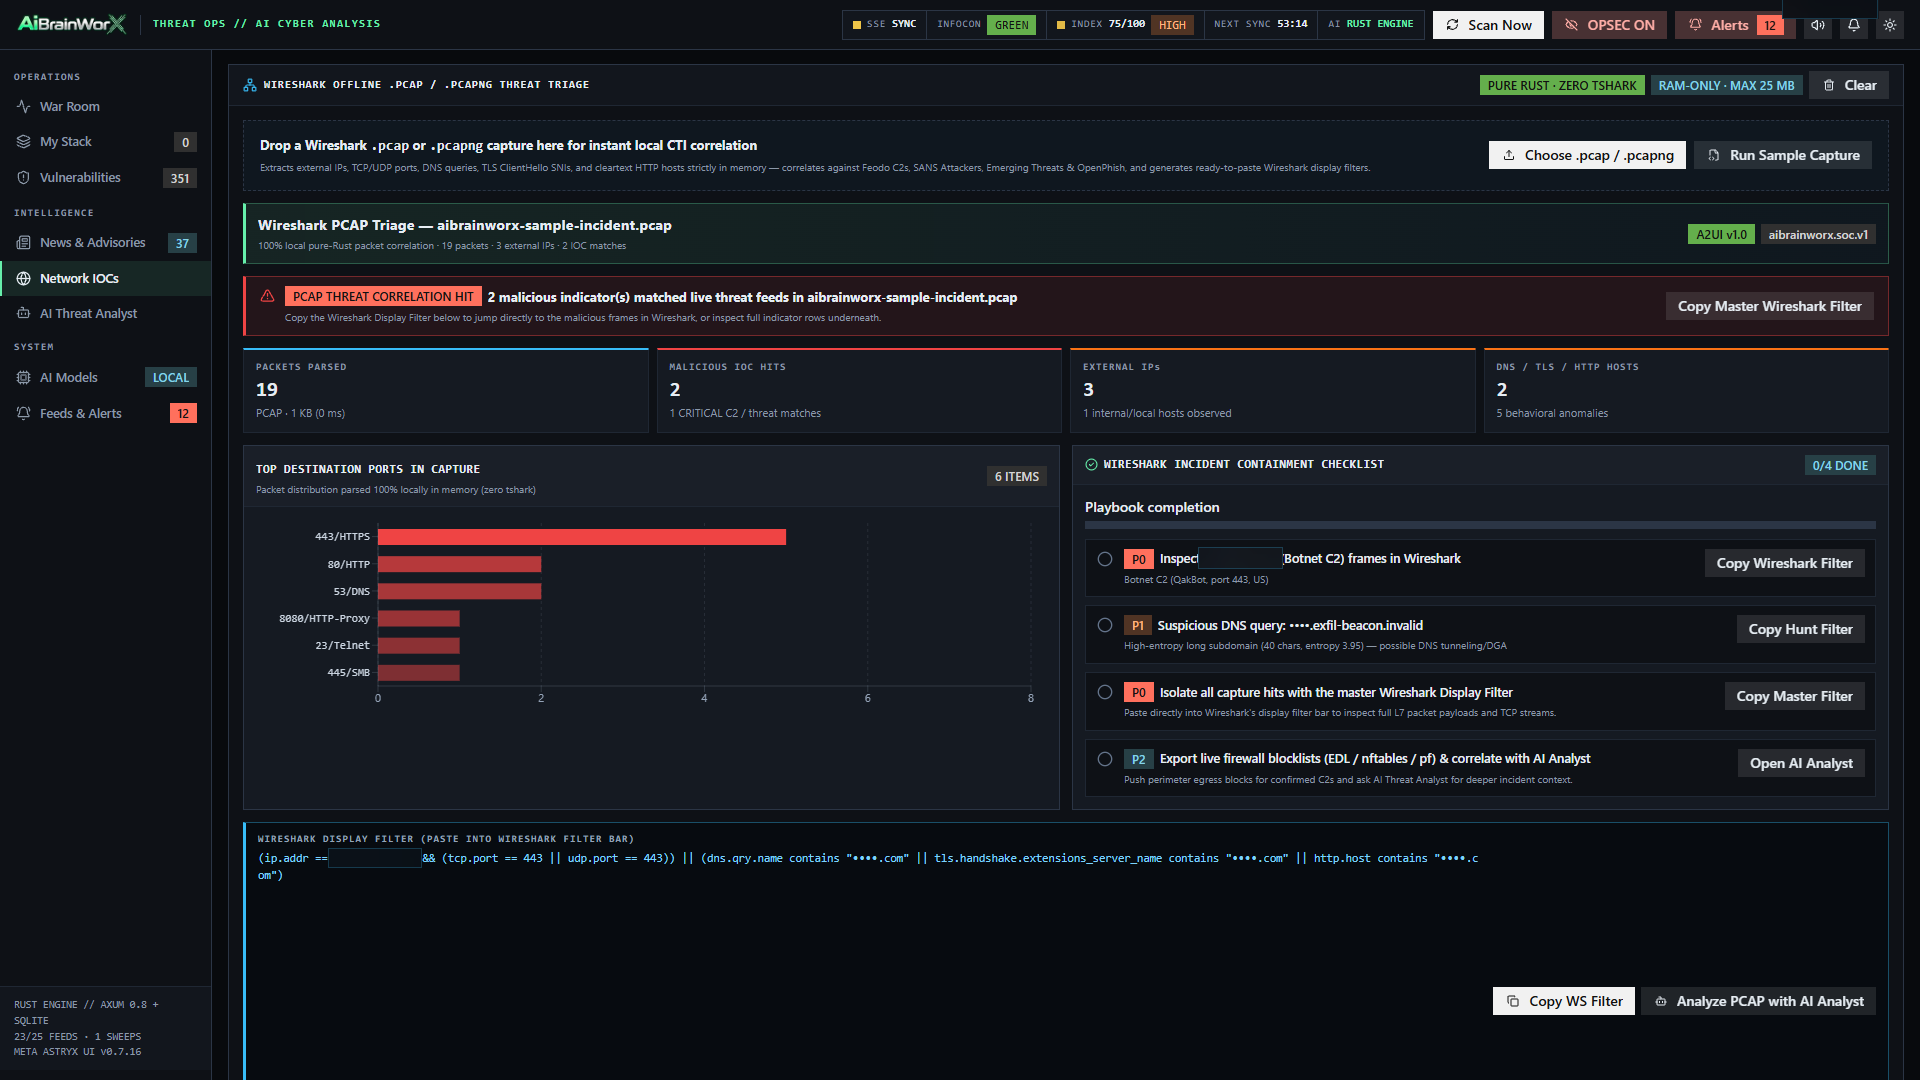 AiBrainWorX
THREAT OPS // AI CYBER ANALYSIS
SSE SYNC
INFOCON GREEN
INDEX 75/100 HIGH
NEXT SYNC 53:14
AI RUST ENGINE
Scan Now
OPSEC ON
Alerts 12
OPERATIONS
War Room
My Stack 0
Vulnerabilities 351
INTELLIGENCE
News & Advisories 37
Network IOCs
AI Threat Analyst
SYSTEM
AI Models LOCAL
Feeds & Alerts 12
RUST ENGINE // AXUM 0.8 +
SQLITE
23/25 FEEDS · 1 SWEEPS
META ASTRYX UI v0.7.16
WIRESHARK OFFLINE .PCAP / .PCAPNG THREAT TRIAGE
PURE RUST · ZERO TSHARK
RAM-ONLY · MAX 25 MB
Clear
Drop a Wireshark .pcap or .pcapng capture here for instant local CTI correlation
Extracts external IPs, TCP/UDP ports, DNS queries, TLS ClientHello SNIs, and cleartext HTTP hosts strictly in memory — correlates against Feodo C2s, SANS Attackers, Emerging Threats & OpenPhish, and generates ready-to-paste Wireshark display filters.
Choose .pcap / .pcapng
Run Sample Capture
Wireshark PCAP Triage — aibrainworx-sample-incident.pcap
100% local pure-Rust packet correlation · 19 packets · 3 external IPs · 2 IOC matches
A2UI v1.0
aibrainworx.soc.v1
PCAP THREAT CORRELATION HIT 2 malicious indicator(s) matched live threat feeds in aibrainworx-sample-incident.pcap
Copy the Wireshark Display Filter below to jump directly to the malicious frames in Wireshark, or inspect full indicator rows underneath.
Copy Master Wireshark Filter
PACKETS PARSED
19
PCAP · 1 KB (0 ms)
MALICIOUS IOC HITS
2
1 CRITICAL C2 / threat matches
EXTERNAL IPs
3
1 internal/local hosts observed
DNS / TLS / HTTP HOSTS
2
5 behavioral anomalies
TOP DESTINATION PORTS IN CAPTURE
Packet distribution parsed 100% locally in memory (zero tshark)
6 ITEMS
443/HTTPS
80/HTTP
53/DNS
8080/HTTP-Proxy
23/Telnet
445/SMB
0 2 4 6 8
WIRESHARK INCIDENT CONTAINMENT CHECKLIST
0/4 DONE
Playbook completion
P0 Inspect (Botnet C2) frames in Wireshark
Botnet C2 (QakBot, port 443, US)
Copy Wireshark Filter
P1 Suspicious DNS query: ••••.exfil-beacon.invalid
High-entropy long subdomain (40 chars, entropy 3.95) — possible DNS tunneling/DGA
Copy Hunt Filter
P0 Isolate all capture hits with the master Wireshark Display Filter
Paste directly into Wireshark's display filter bar to inspect full L7 packet payloads and TCP streams.
Copy Master Filter
P2 Export live firewall blocklists (EDL / nftables / pf) & correlate with AI Analyst
Push perimeter egress blocks for confirmed C2s and ask AI Threat Analyst for deeper incident context.
Open AI Analyst
WIRESHARK DISPLAY FILTER (PASTE INTO WIRESHARK FILTER BAR)
(ip.addr == && (tcp.port == 443 || udp.port == 443)) || (dns.qry.name contains "••••.com" || tls.handshake.extensions_server_name contains "••••.com" || http.host contains "••••.c
om")
Copy WS Filter
Analyze PCAP with AI Analyst